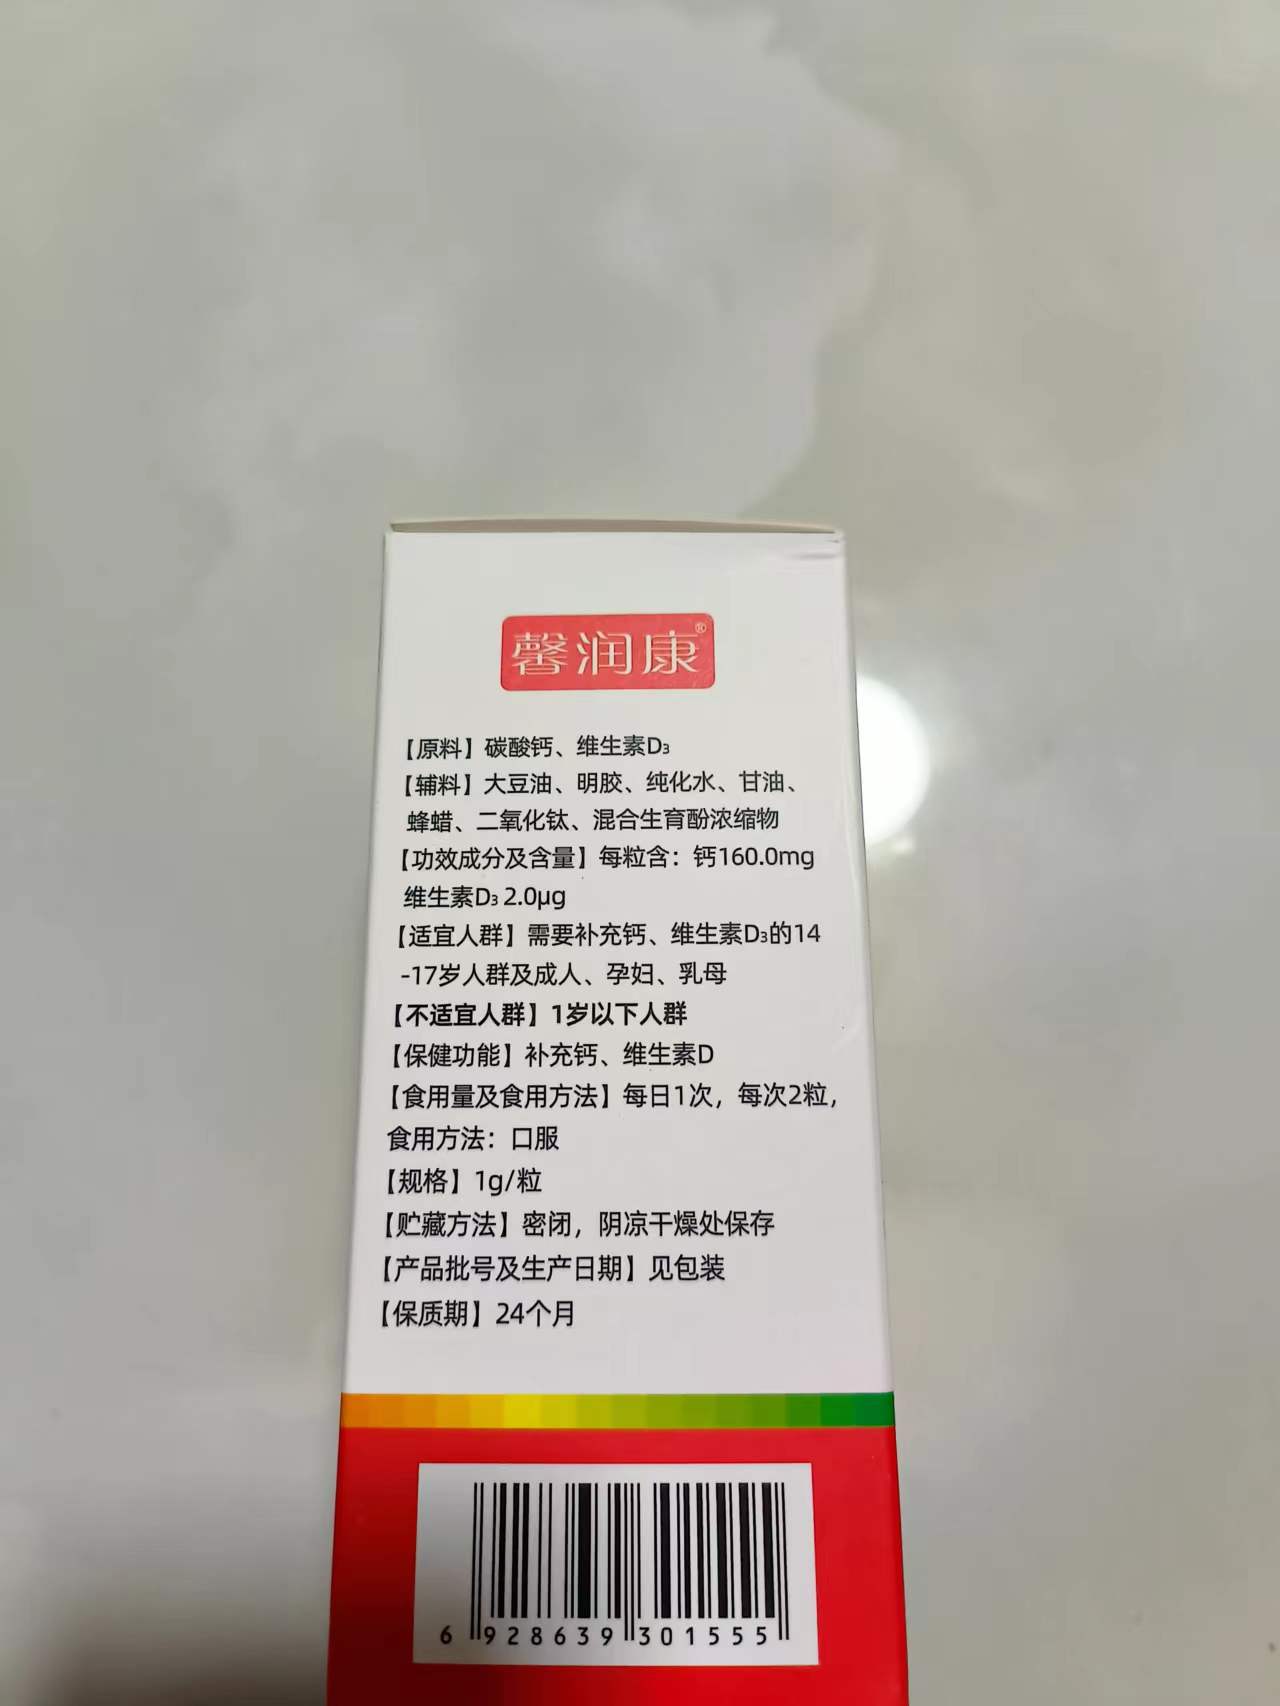 馨润康®
【原料】碳酸钙、维生素D₃
【辅料】大豆油、明胶、纯化水、甘油、
蜂蜡、二氧化钛、混合生育酚浓缩物
【功效成分及含量】每粒含：钙160.0mg
维生素D₃ 2.0μg
【适宜人群】需要补充钙、维生素D₃的14
-17岁人群及成人、孕妇、乳母
【不适宜人群】1岁以下人群
【保健功能】补充钙、维生素D
【食用量及食用方法】每日1次，每次2粒，
食用方法：口服
【规格】1g/粒
【贮藏方法】密闭，阴凉干燥处保存
【产品批号及生产日期】见包装
【保质期】24个月
6 928639 301555